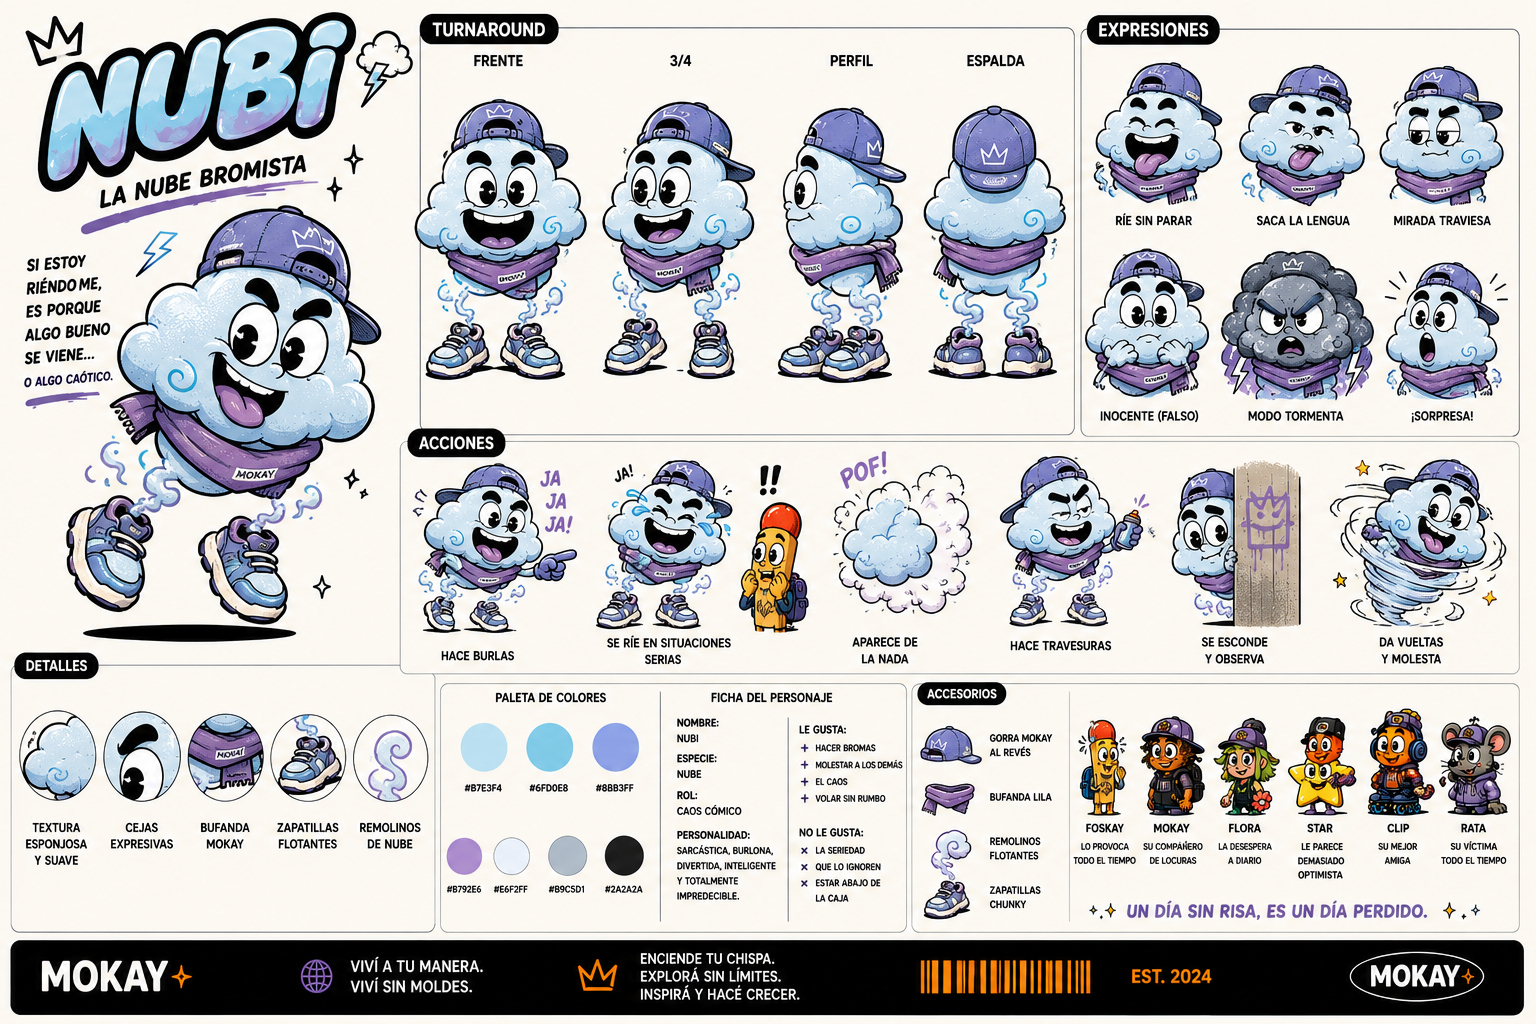 NUBi
LA NUBE BROMISTA
SI ESTOY
RIÉNDOME,
ES PORQUE
ALGO BUENO
SE VIENE...
O ALGO CAÓTICO.
MOKAY
TURNAROUND
FRENTE
3/4
PERFIL
ESPALDA
EXPRESIONES
RÍE SIN PARAR
SACA LA LENGUA
MIRADA TRAVIESA
INOCENTE (FALSO)
MODO TORMENTA
¡SORPRESA!
ACCIONES
JA
JA
JA!
HACE BURLAS
JA!
!!
SE RÍE EN SITUACIONES
SERIAS
POF!
APARECE DE
LA NADA
HACE TRAVESURAS
SE ESCONDE
Y OBSERVA
DA VUELTAS
Y MOLESTA
DETALLES
TEXTURA
ESPONJOSA
Y SUAVE
CEJAS
EXPRESIVAS
BUFANDA
MOKAY
ZAPATILLAS
FLOTANTES
REMOLINOS
DE NUBE
PALETA DE COLORES
#B7E3F4
#6FD0E8
#8BB3FF
#B792E6
#E6F2FF
#B9CSD1
#2A2A2A
FICHA DEL PERSONAJE
NOMBRE:
NUBI
ESPECIE:
NUBE
ROL:
CAOS CÓMICO
PERSONALIDAD:
SARCÁSTICA, BURLONA,
DIVERTIDA, INTELIGENTE
Y TOTALMENTE
IMPREDECIBLE.
LE GUSTA:
+ HACER BROMAS
+ MOLESTAR A LOS DEMÁS
+ EL CAOS
+ VOLAR SIN RUMBO
NO LE GUSTA:
× LA SERIEDAD
× QUE LO IGNOREN
× ESTAR ABAJO DE
LA CAJA
ACCESORIOS
GORRA MOKAY
AL REVÉS
BUFANDA LILA
REMOLINOS
FLOTANTES
ZAPATILLAS
CHUNKY
FOSKAY
LO PROVOCA
TODO EL TIEMPO
MOKAY
SU COMPAÑERO
DE LOCURAS
FLORA
LA DESESPERA
A DIARIO
STAR
LE PARECE
DEMASIADO
OPTIMISTA
CLIP
SU MEJOR
AMIGA
RATA
SU VÍCTIMA
TODO EL TIEMPO
UN DÍA SIN RISA, ES UN DÍA PERDIDO.
MOKAY
VIVÍ A TU MANERA.
VIVÍ SIN MOLDES.
ENCIENDE TU CHISPA.
EXPLORÁ SIN LÍMITES.
INSPIRÁ Y HACÉ CRECER.
EST. 2024
MOKAY